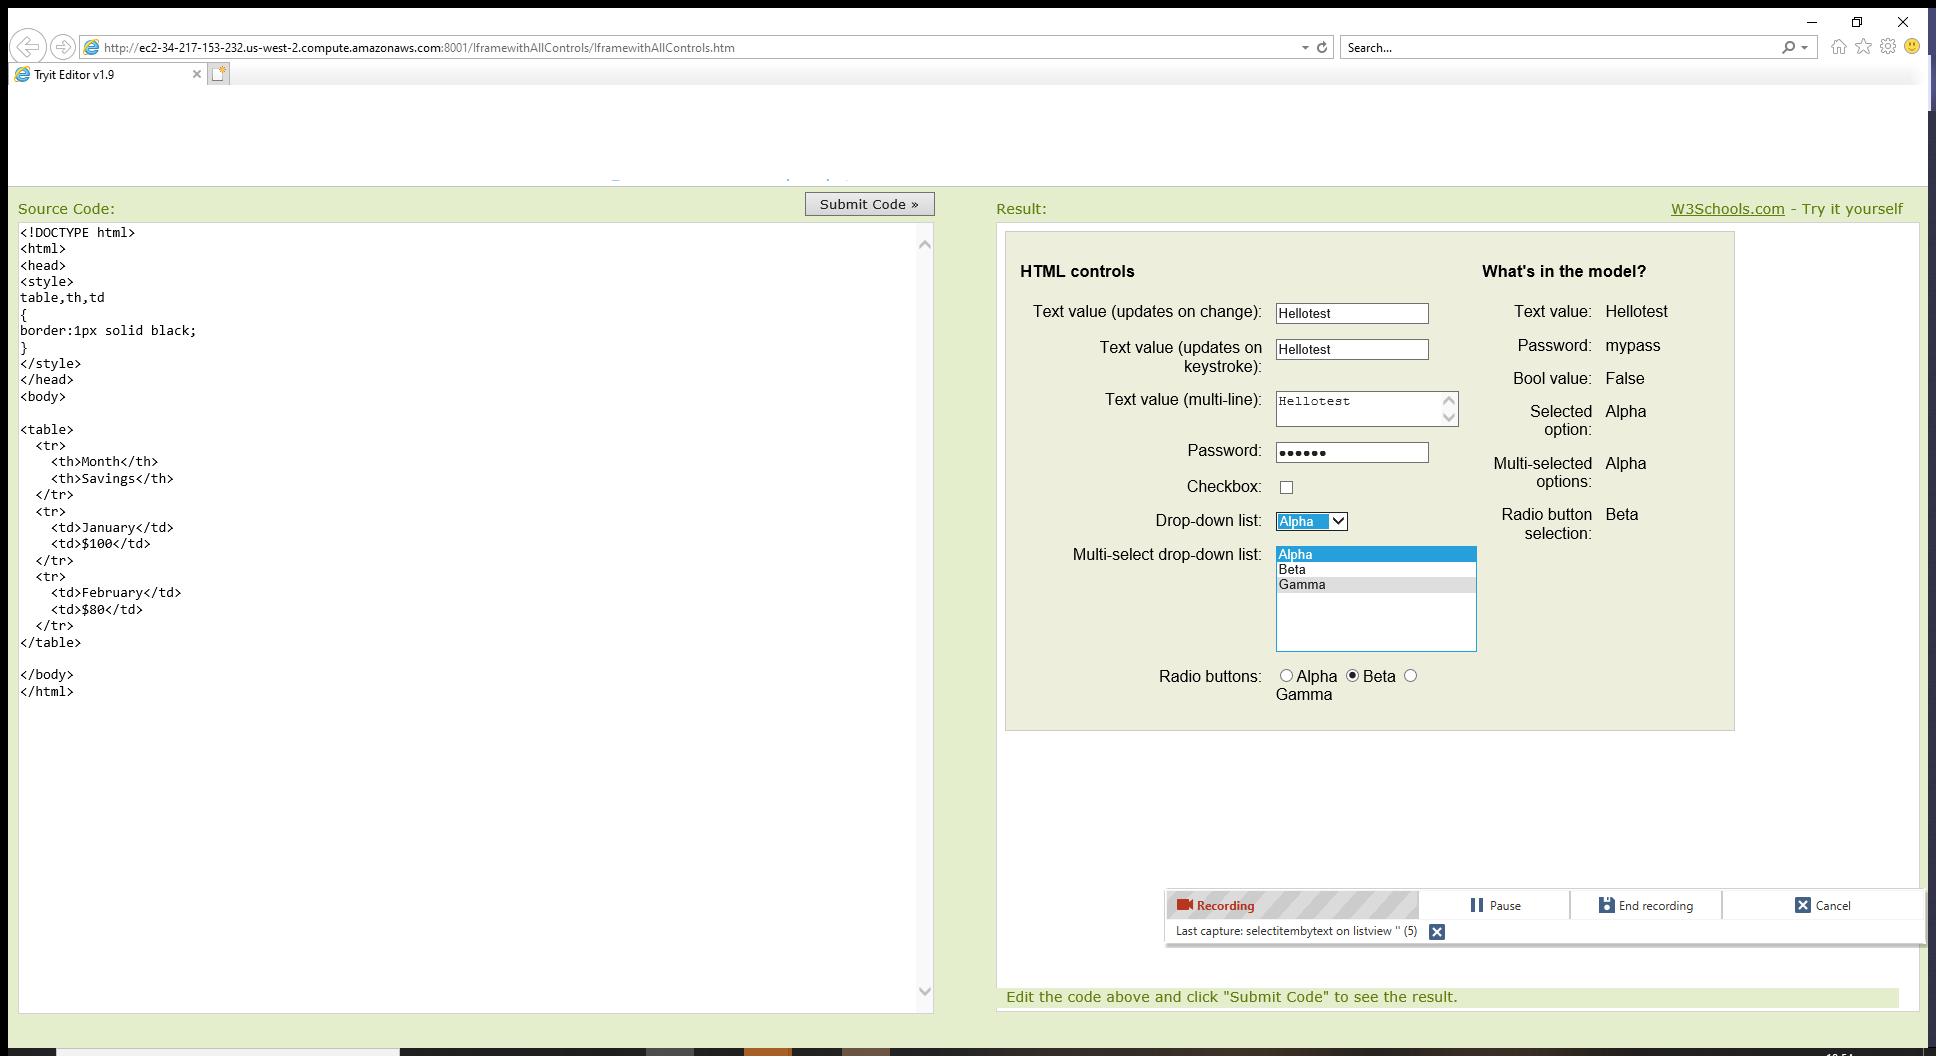 http://ec2-34-217-153-232.us-west-2.compute.amazonaws.com:8001/IframewithAllControls/IframewithAllControls.htm
Search...
Tryit Editor v1.9
Source Code:
Submit Code »
<!DOCTYPE html>
<html>
<head>
<style>
table,th,td
{
border:1px solid black;
}
</style>
</head>
<body>
<table>
<tr>
<th>Month</th>
<th>Savings</th>
</tr>
<tr>
<td>January</td>
<td>$100</td>
</tr>
<tr>
<td>February</td>
<td>$80</td>
</tr>
</table>
</body>
</html>
Result:
W3Schools.com - Try it yourself
HTML controls
Text value (updates on change): Hellotest
Text value (updates on
keystroke): Hellotest
Text value (multi-line): Hellotest
Password: ●●●●●●
Checkbox:
Drop-down list: Alpha
Multi-select drop-down list: Alpha
Beta
Gamma
Radio buttons: Alpha Beta
Gamma
What's in the model?
Text value: Hellotest
Password: mypass
Bool value: False
Selected
option: Alpha
Multi-selected
options: Alpha
Radio button
selection: Beta
Recording
Pause
End recording
Cancel
Last capture: selectitembytext on listview '' (5)
Edit the code above and click "Submit Code" to see the result.